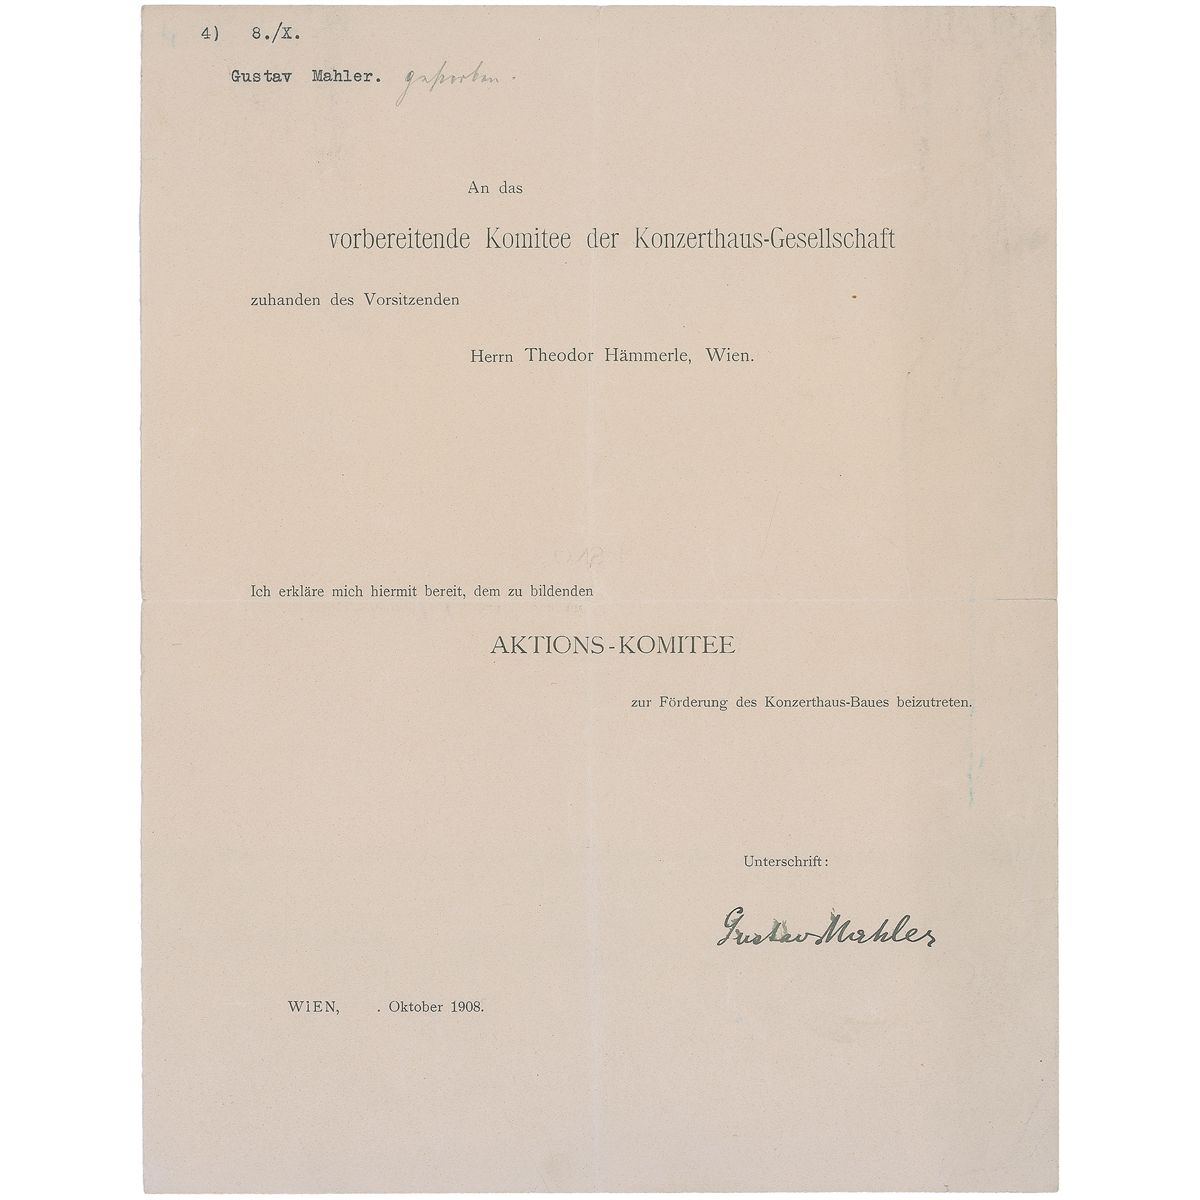 4) 8./X.
Gustav Mahler. gestorben.
An das
vorbereitende Komitee der Konzerthaus-Gesellschaft
zuhanden des Vorsitzenden
Herrn Theodor Hämmerle, Wien.
Ich erkläre mich hiermit bereit, dem zu bildenden
AKTIONS-KOMITEE
zur Förderung des Konzerthaus-Baues beizutreten.
Unterschrift:
Gustav Mahler
WIEN, . Oktober 1908.